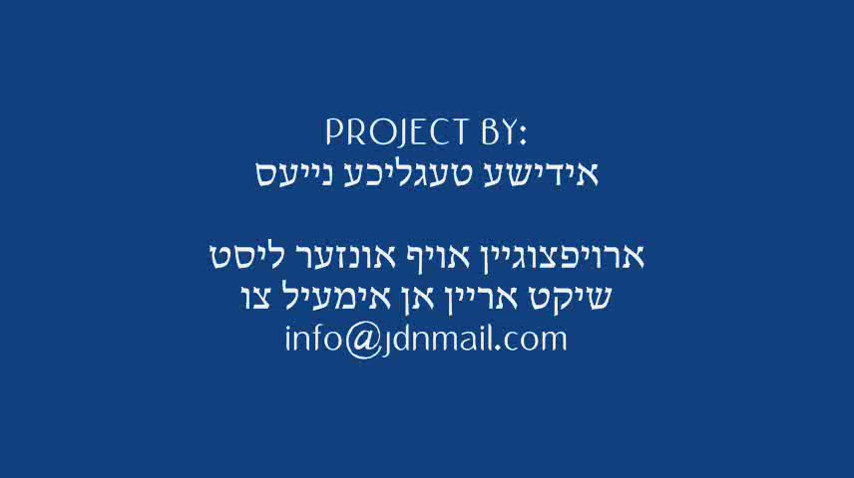 PROJECT BY:
אידישע טעגליכע נייעס
ארויפצוגיין אויף אונזער ליסט
שיקט אריין אן אימעיל צו
info@jdnmail.com